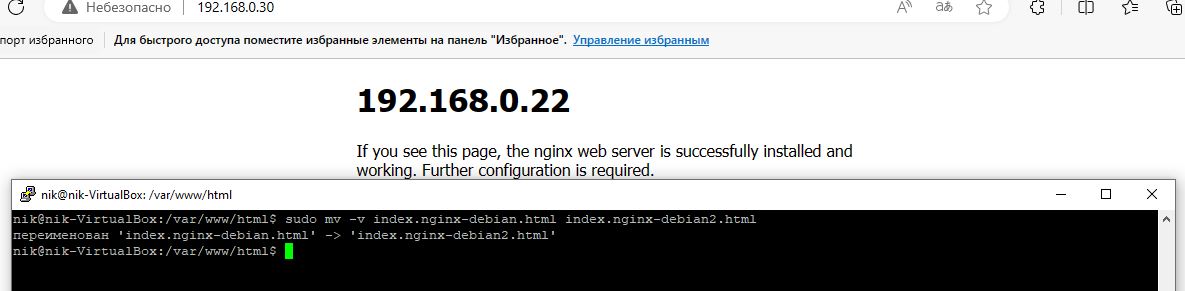 Небезопасно 192.168.0.30
порт избранного Для быстрого доступа поместите избранные элементы на панель "Избранное". Управление избранным
192.168.0.22
If you see this page, the nginx web server is successfully installed and
working. Further configuration is required.
nik@nik-VirtualBox: /var/www/html
nik@nik-VirtualBox:/var/www/html$ sudo mv -v index.nginx-debian.html index.nginx-debian2.html
переименован 'index.nginx-debian.html' -> 'index.nginx-debian2.html'
nik@nik-VirtualBox:/var/www/html$